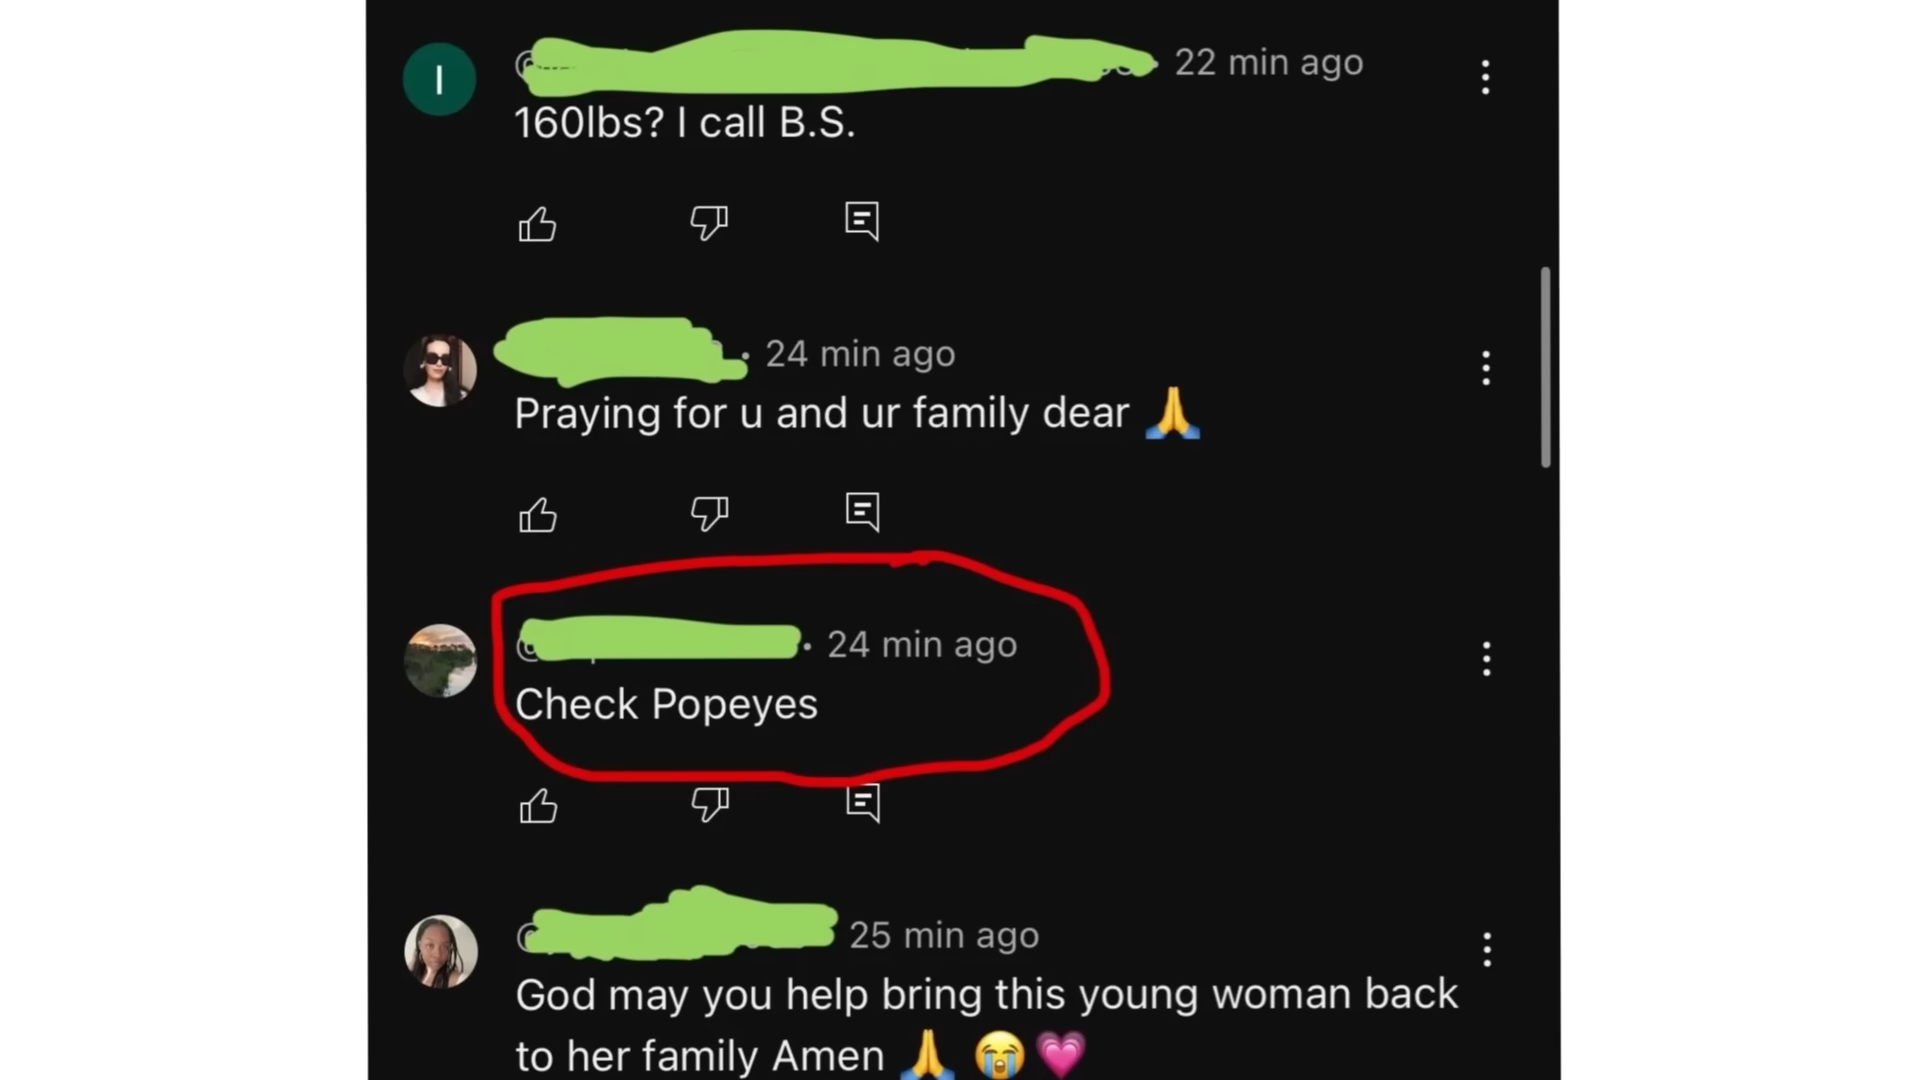 I
22 min ago
160lbs? I call B.S.
24 min ago
Praying for u and ur family dear 🙏
24 min ago
Check Popeyes
25 min ago
God may you help bring this young woman back
to her family Amen 🙏 😭 💗